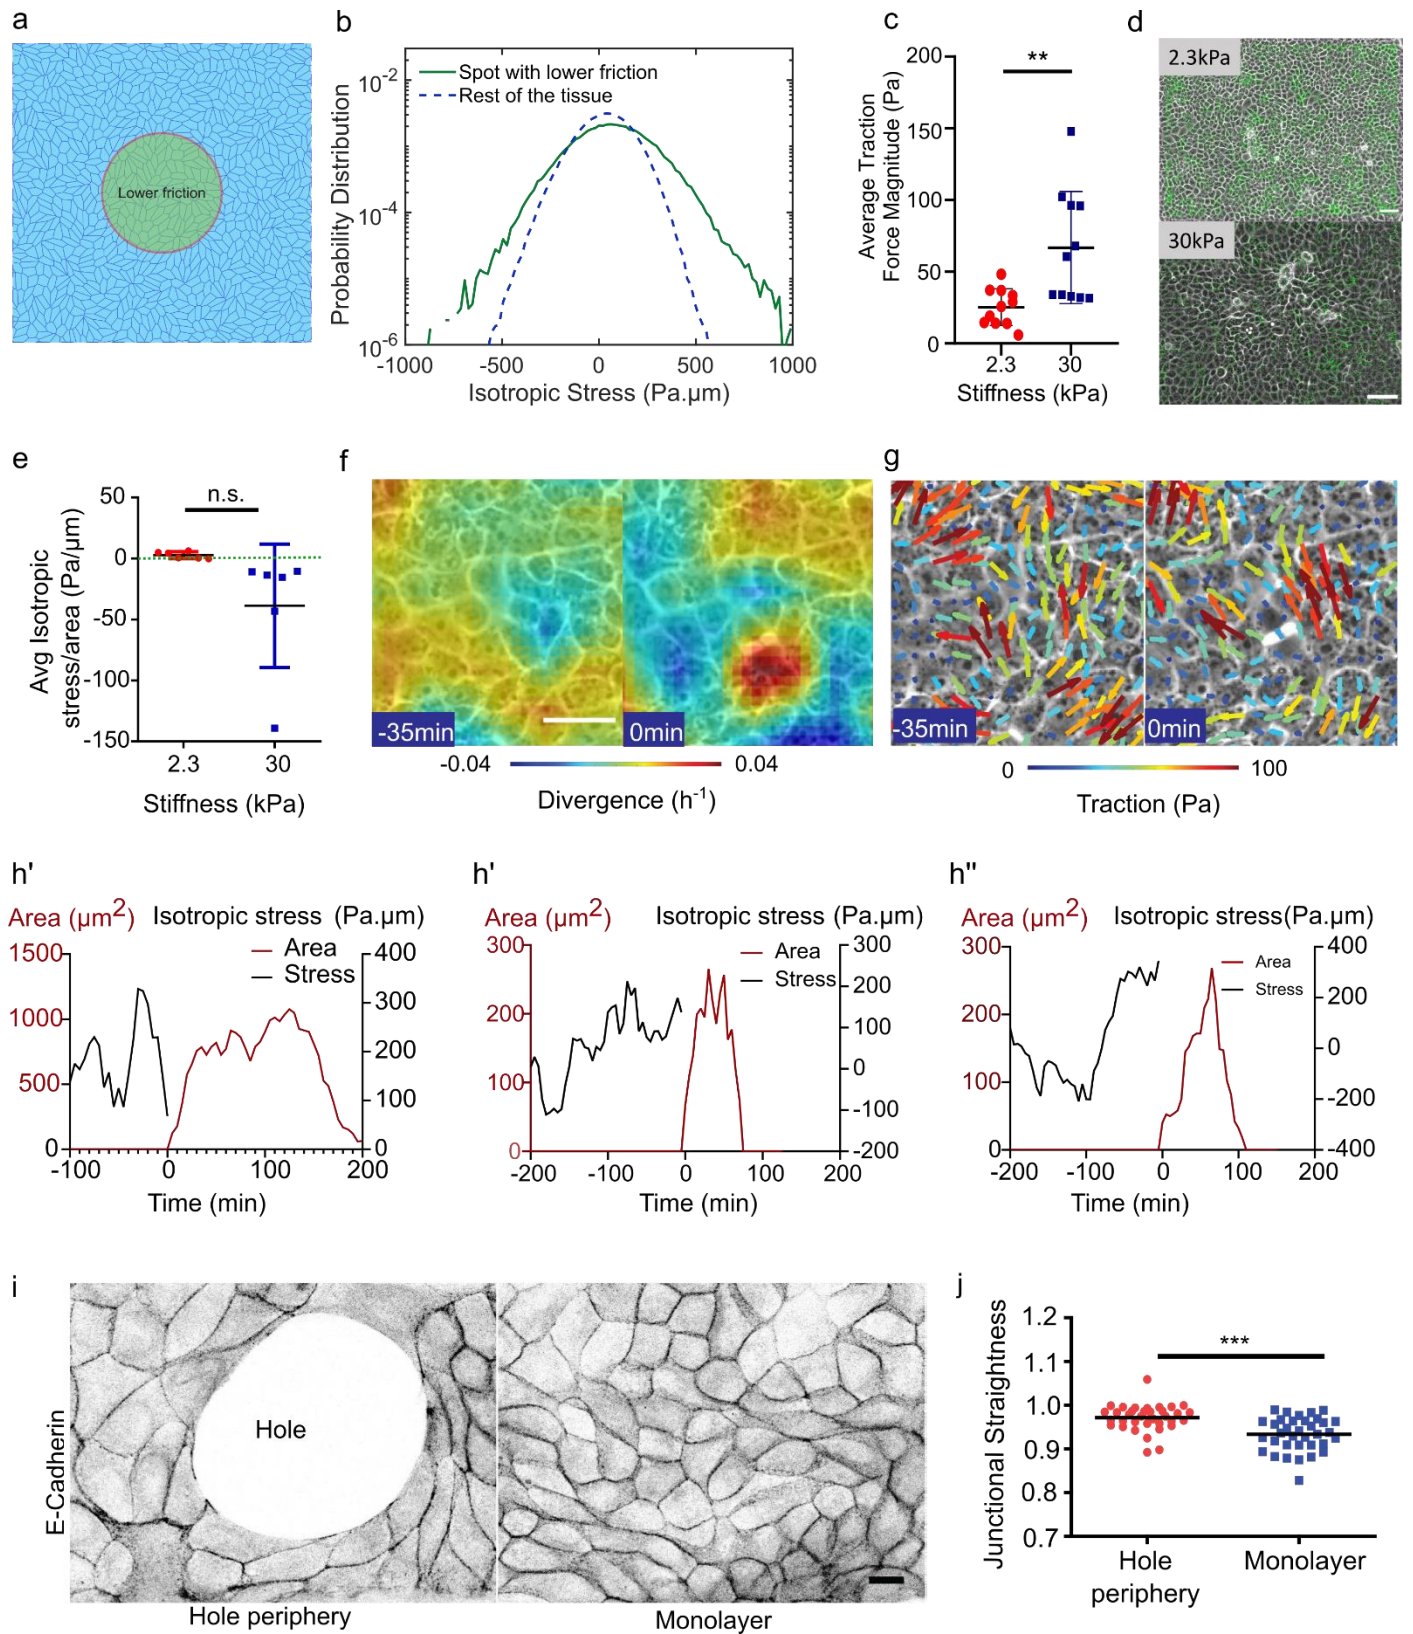 a
Lower friction
b
Spot with lower friction
Rest of the tissue
Probability Distribution
10-2
10-4
10-6
-1000
-500
0
500
1000
Isotropic Stress (Pa.µm)
c
Average Traction
Force Magnitude (Pa)
200
150
100
50
0
**
2.3
30
Stiffness (kPa)
d
2.3kPa
30kPa
e
Avg Isotropic
stress/area (Pa/µm)
50
0
-50
-100
-150
n.s.
2.3
30
Stiffness (kPa)
f
-35min
0min
-0.04
0.04
Divergence (h-1)
g
-35min
0min
0
100
Traction (Pa)
h'
Area (µm2)
Isotropic stress (Pa.µm)
1500
1000
500
0
Area
Stress
400
300
200
100
0
-100
0
100
200
Time (min)
h'
Area (µm2)
Isotropic stress (Pa.µm)
300
200
100
0
Area
Stress
300
200
100
0
-100
-200
-200
-100
0
100
200
Time (min)
h''
Area (µm2)
Isotropic stress(Pa.µm)
300
200
100
0
Area
Stress
400
200
0
-200
-400
-200
-100
0
100
200
Time (min)
i
E-Cadherin
Hole
Hole periphery
Monolayer
j
Junctional Straightness
1.2
1.1
1.0
0.9
0.8
0.7
***
Hole
periphery
Monolayer